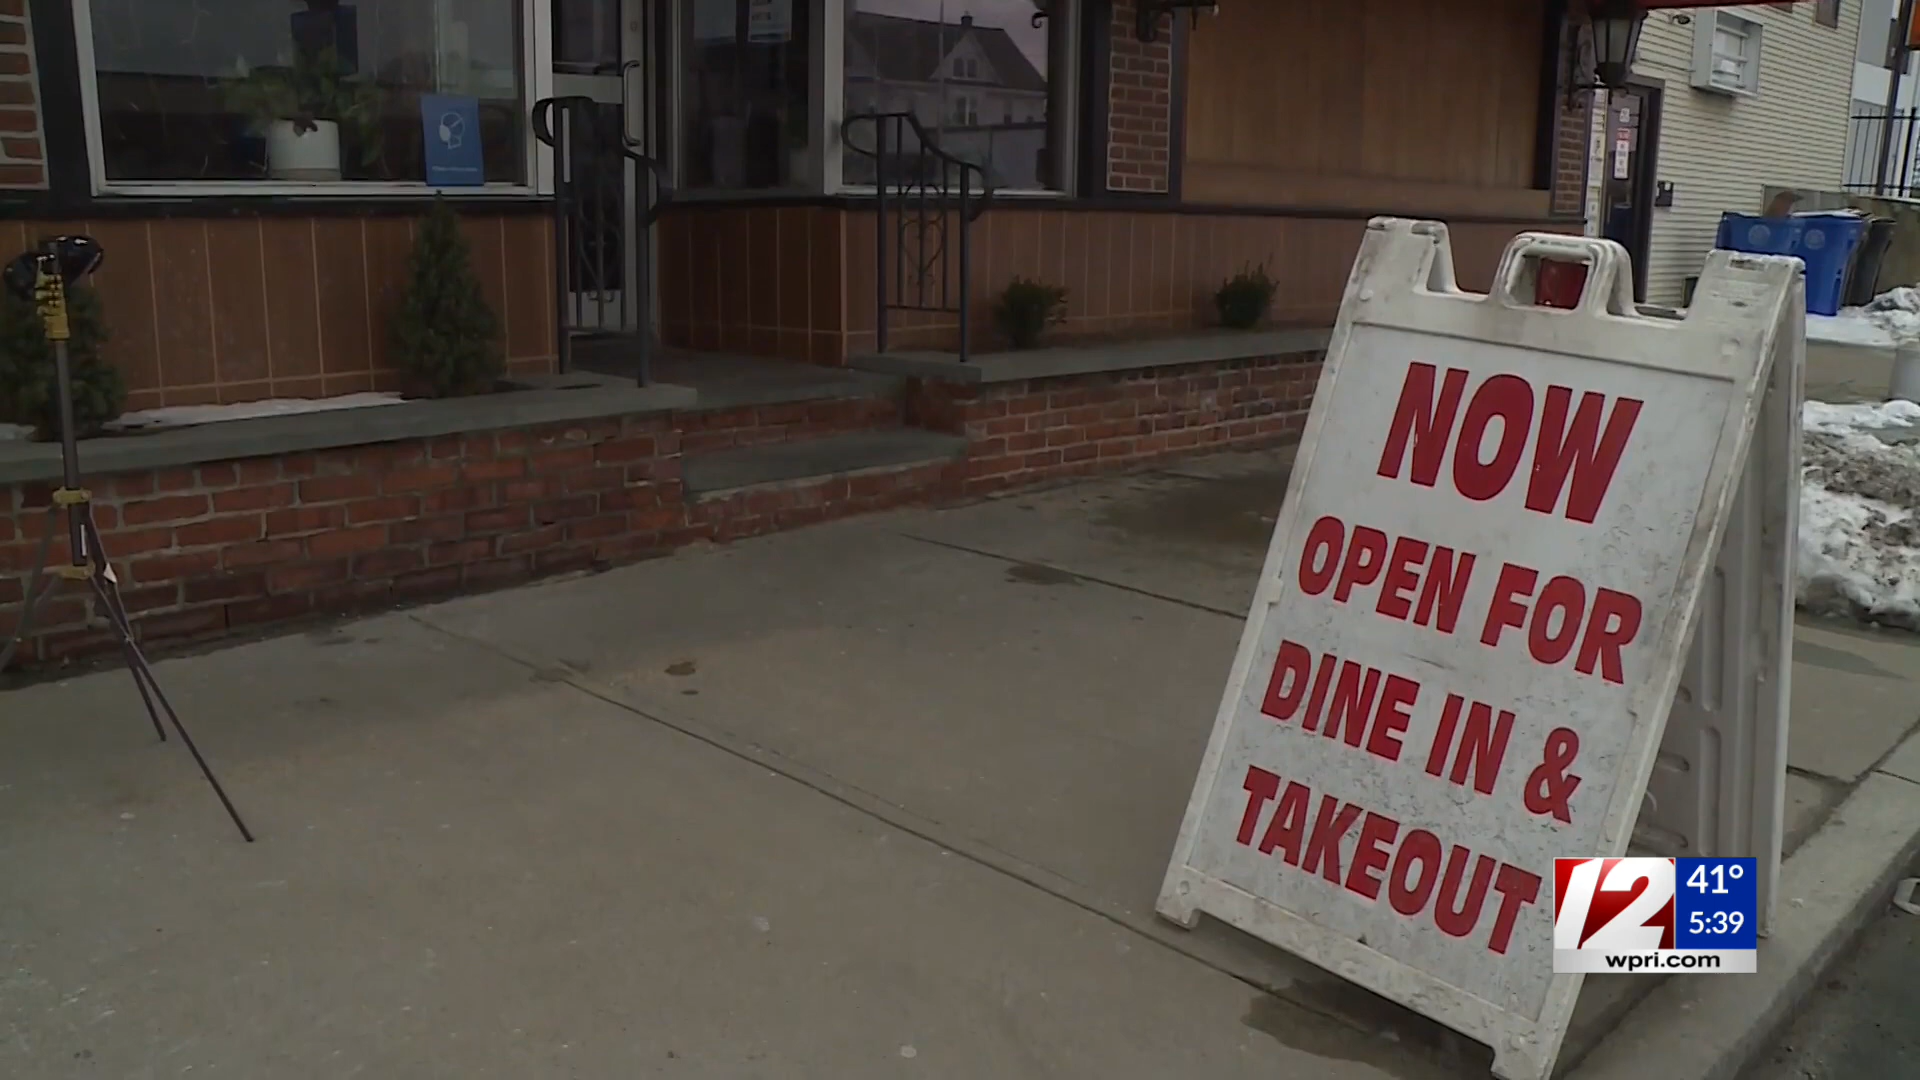 NOW
OPEN FOR
DINE IN &
TAKEOUT
12
41°
5:39
wpri.com